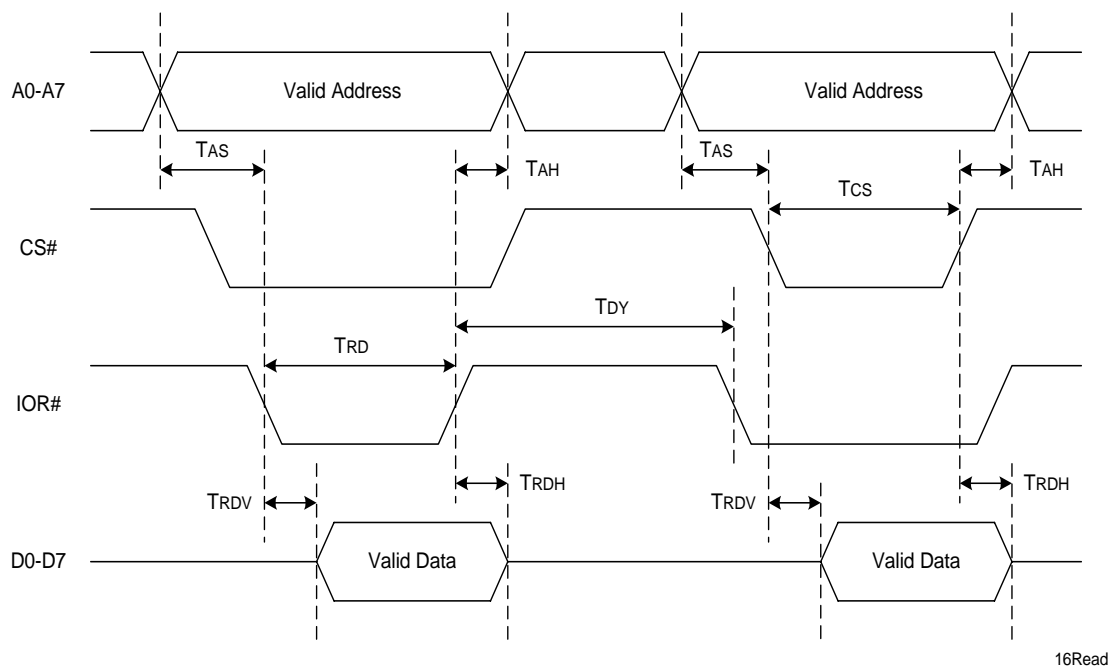 A0-A7
Valid Address
Valid Address
TAS
TAH
TAS
TAH
TCS
CS#
TDY
TRD
IOR#
TRDV
TRDH
TRDV
TRDH
D0-D7
Valid Data
Valid Data
16Read